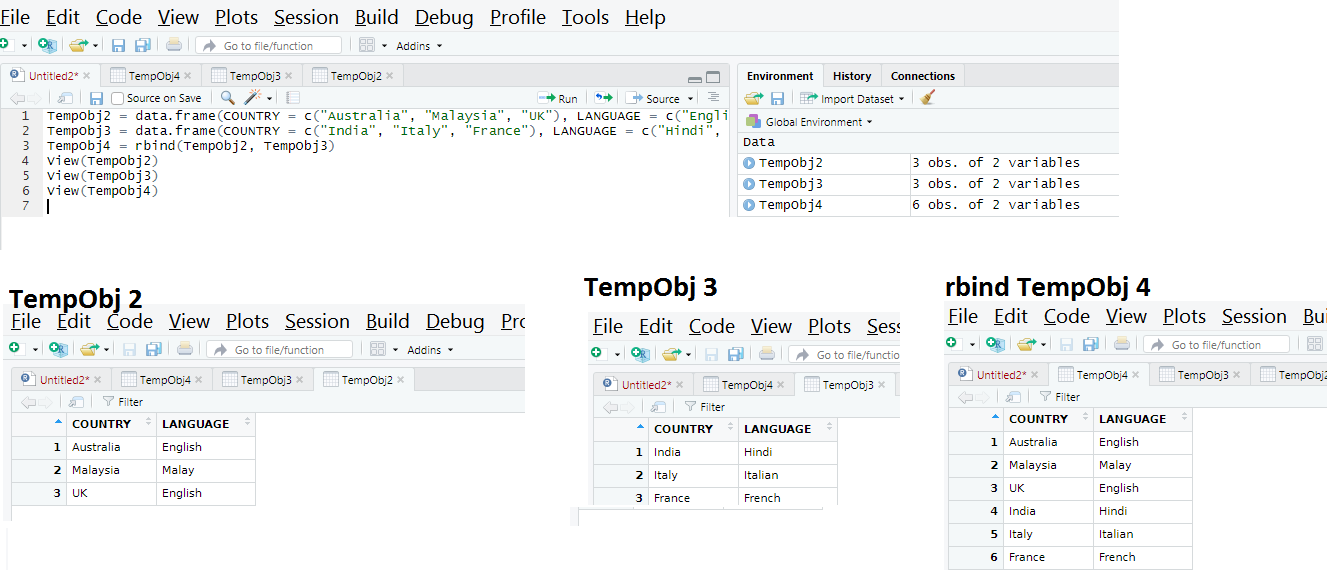 File Edit Code View Plots Session Build Debug Profile Tools Help
Go to file/function Addins
Untitled2* TempObj4 TempObj3 TempObj2
Source on Save Run Source
1 TempObj2 = data.frame(COUNTRY = c("Australia", "Malaysia", "UK"), LANGUAGE = c("Engli
2 TempObj3 = data.frame(COUNTRY = c("India", "Italy", "France"), LANGUAGE = c("Hindi",
3 TempObj4 = rbind(TempObj2, TempObj3)
4 View(TempObj2)
5 View(TempObj3)
6 View(TempObj4)
7
Environment History Connections
Import Dataset
Global Environment
Data
TempObj2 3 obs. of 2 variables
TempObj3 3 obs. of 2 variables
TempObj4 6 obs. of 2 variables
TempObj 2
File Edit Code View Plots Session Build Debug Pro
Go to file/function Addins
Untitled2* TempObj4 TempObj3 TempObj2
Filter
COUNTRY LANGUAGE
1 Australia English
2 Malaysia Malay
3 UK English
TempObj 3
File Edit Code View Plots Sess
Go to file/functio
Untitled2* TempObj4 TempObj3
Filter
COUNTRY LANGUAGE
1 India Hindi
2 Italy Italian
3 France French
rbind TempObj 4
File Edit Code View Plots Session Bui
Go to file/function
Untitled2* TempObj4 TempObj3 TempObj2
Filter
COUNTRY LANGUAGE
1 Australia English
2 Malaysia Malay
3 UK English
4 India Hindi
5 Italy Italian
6 France French